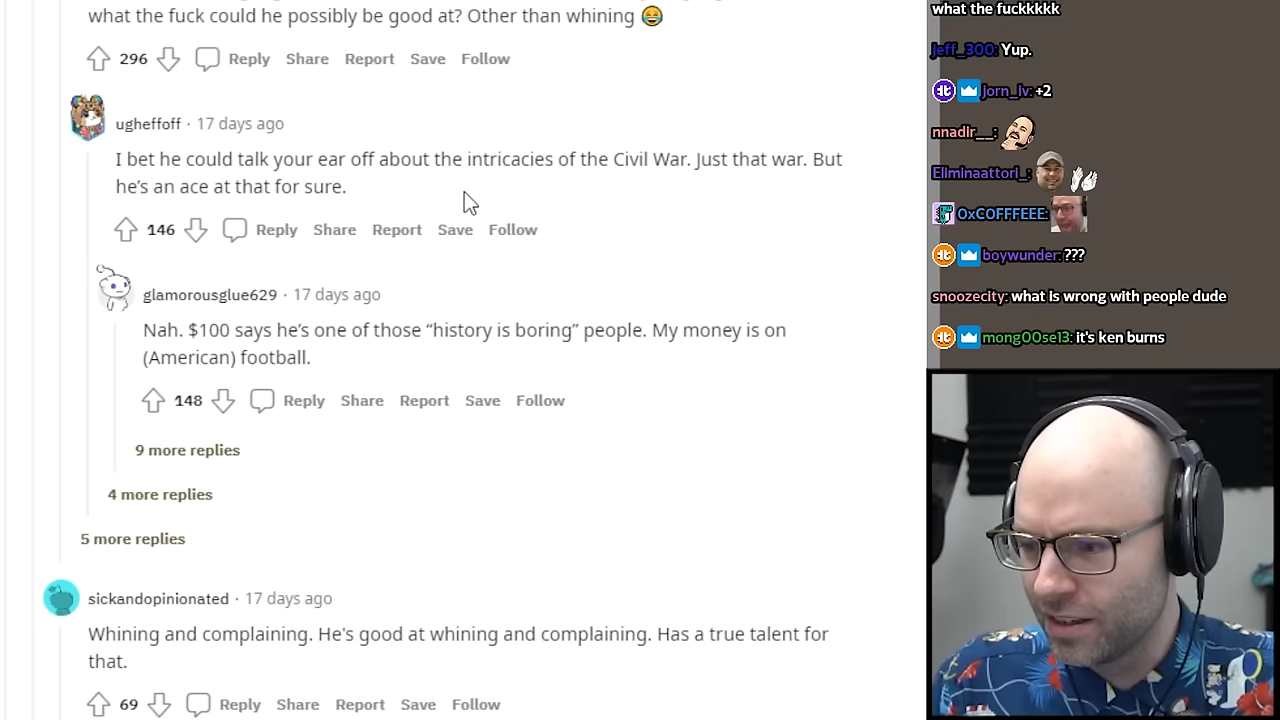 what the fuck could he possibly be good at? Other than whining 😂
296 Reply Share Report Save Follow
ugheffoff · 17 days ago
I bet he could talk your ear off about the intricacies of the Civil War. Just that war. But
he's an ace at that for sure.
146 Reply Share Report Save Follow
glamorousglue629 · 17 days ago
Nah. $100 says he's one of those “history is boring” people. My money is on
(American) football.
148 Reply Share Report Save Follow
9 more replies
4 more replies
5 more replies
sickandopinionated · 17 days ago
Whining and complaining. He's good at whining and complaining. Has a true talent for
that.
69 Reply Share Report Save Follow
what the fuckkkkk
jeff_300: Yup.
jorn_iv: +2
nnadir__:
Eliminaattori_:
0xC0FFFEEE:
boywunder: ???
snoozecity: what is wrong with people dude
mong00se13: it's ken burns